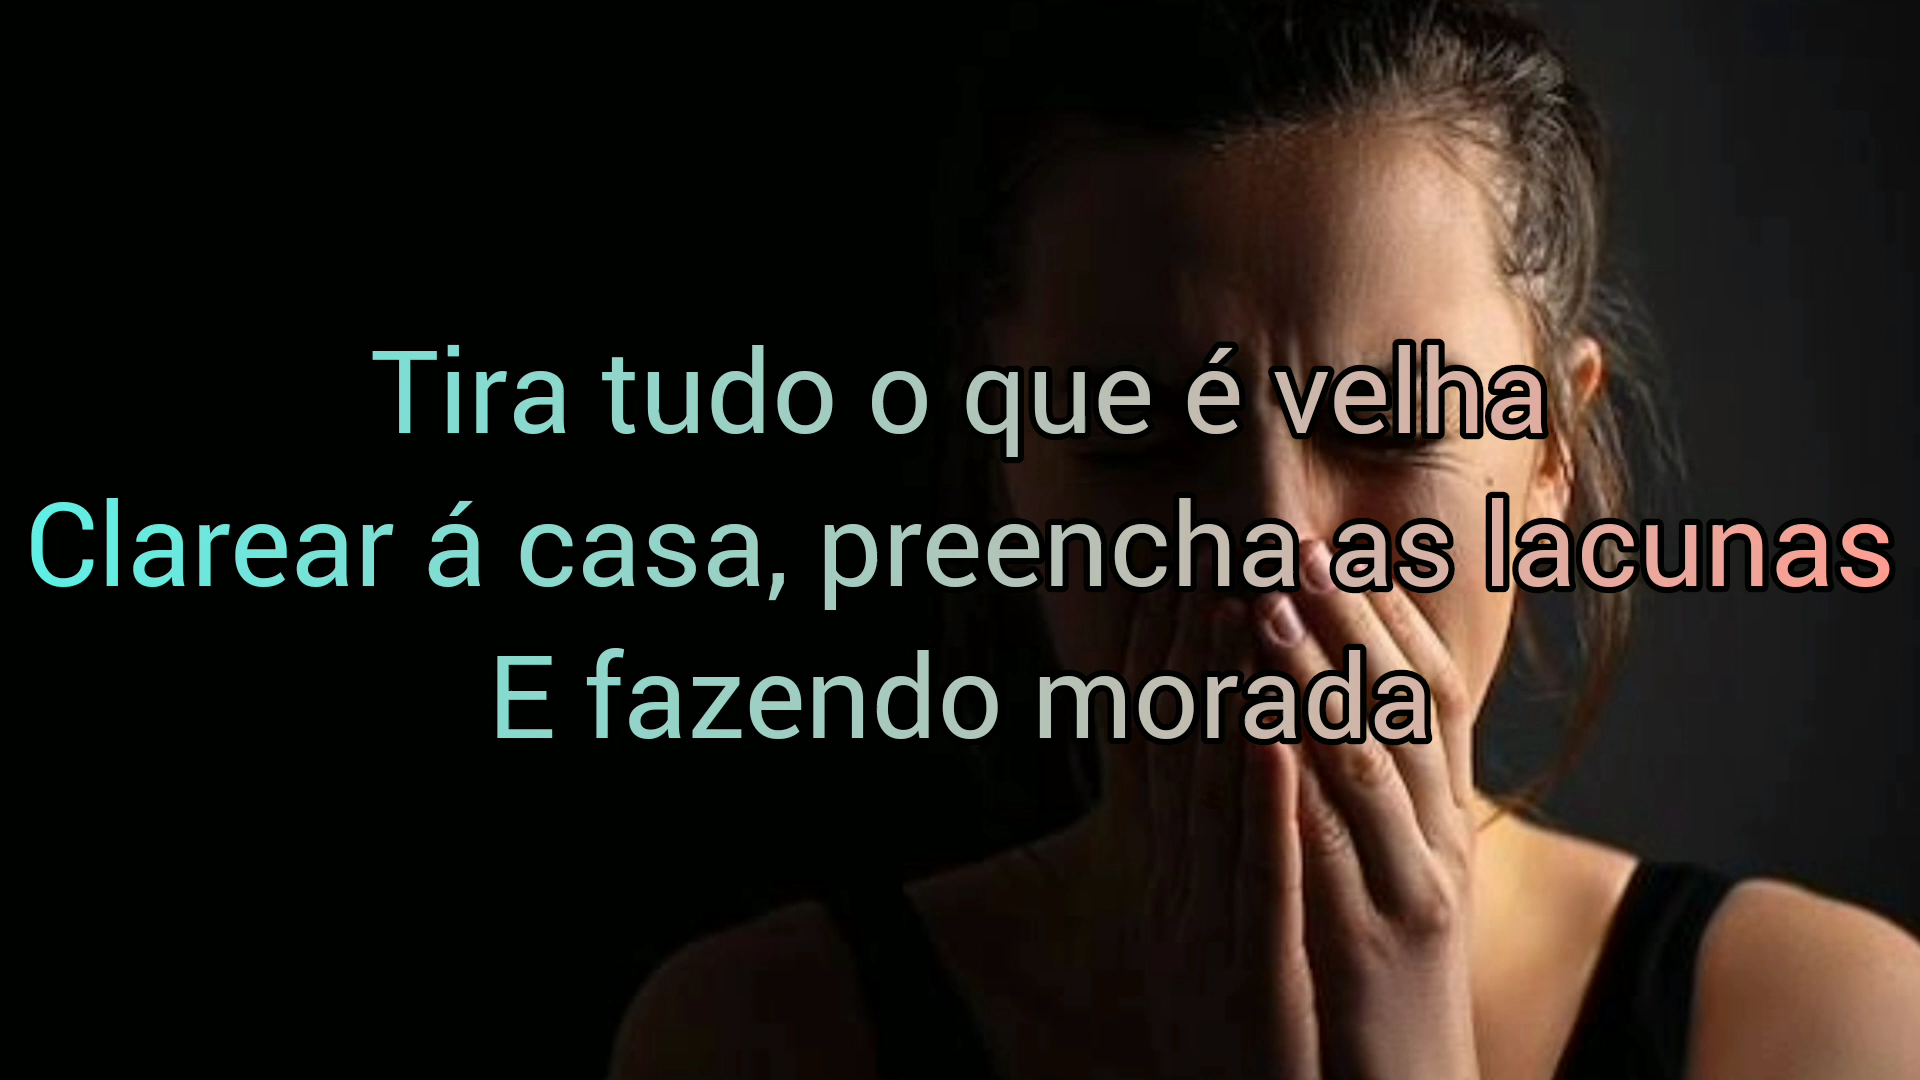 Tira tudo o que é velha
Clarear á casa, preencha as lacunas
E fazendo morada